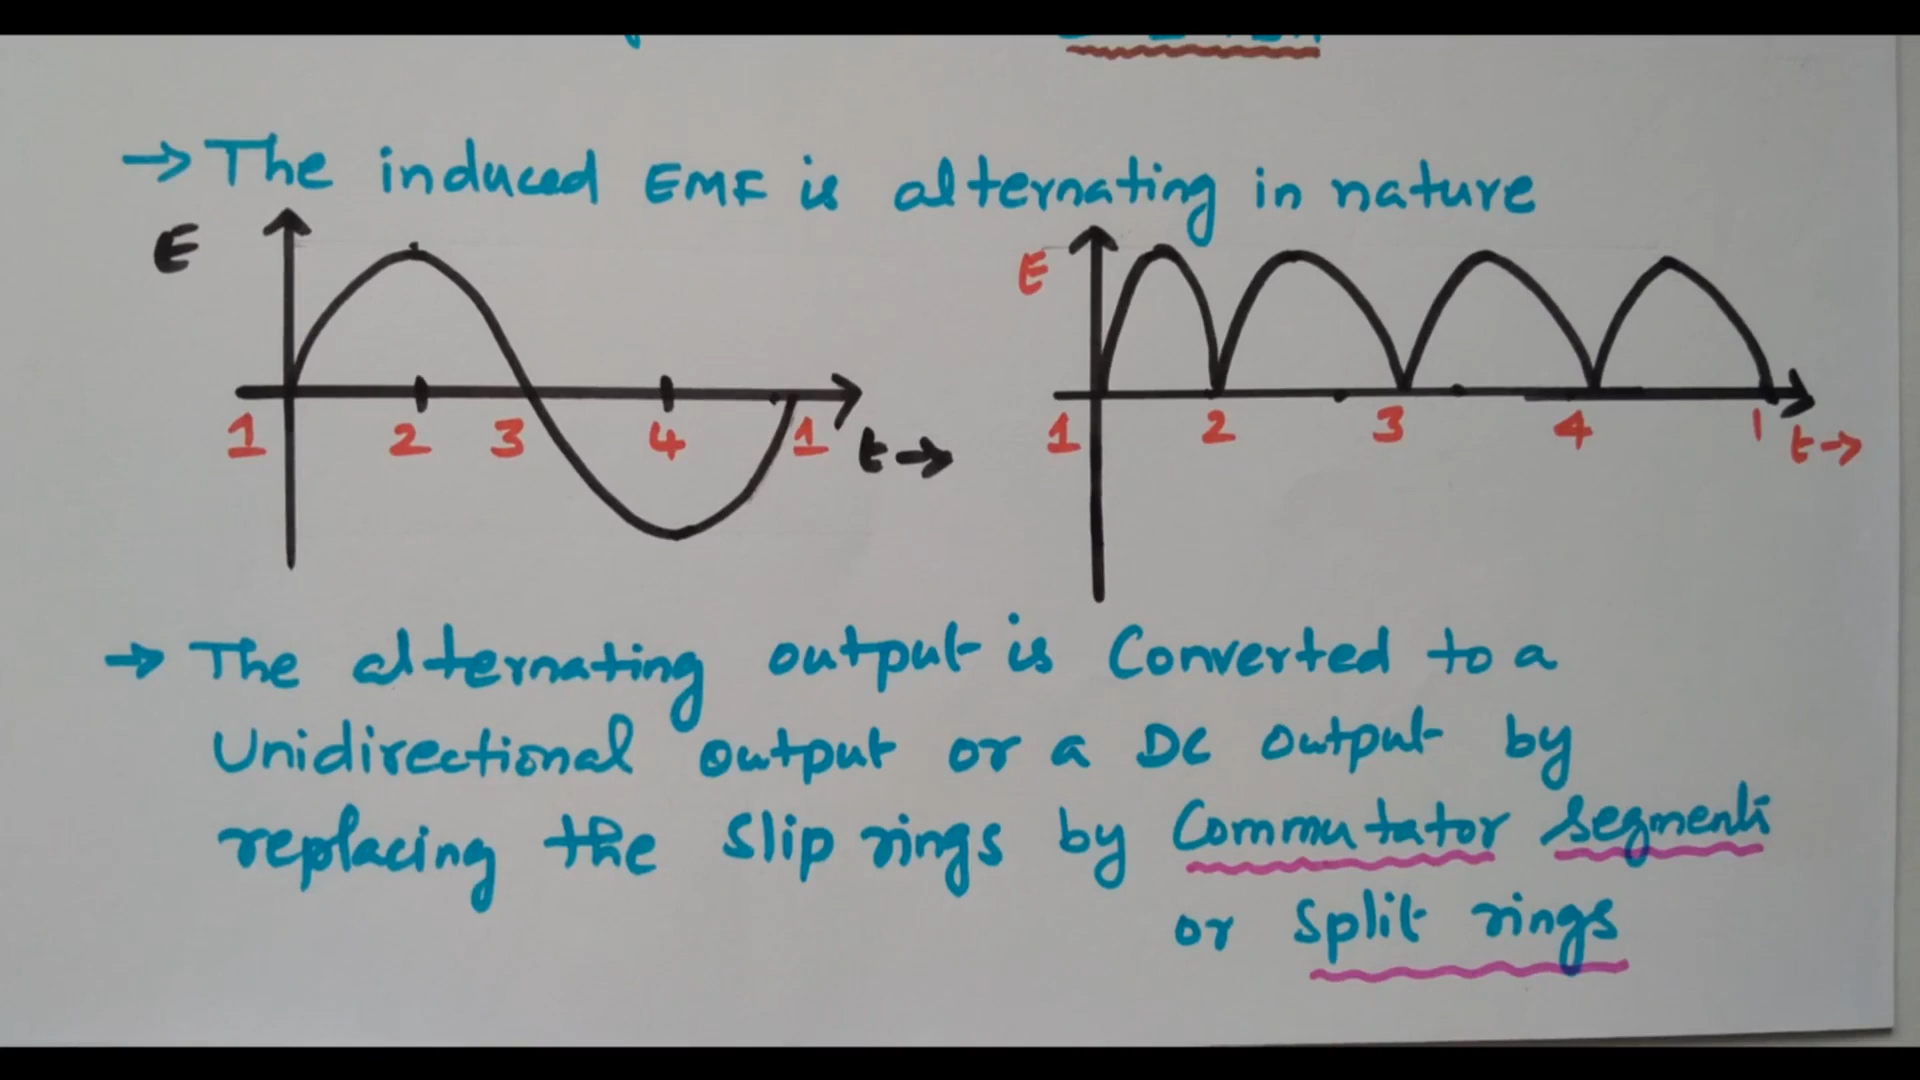 → The induced EMF is alternating in nature
E
E
1 2 3 4 1 t →
1 2 3 4 1 t →
→ The alternating output is Converted to a
Unidirectional output or a DC output by
replacing the Slip rings by Commutator Segments
or Split rings